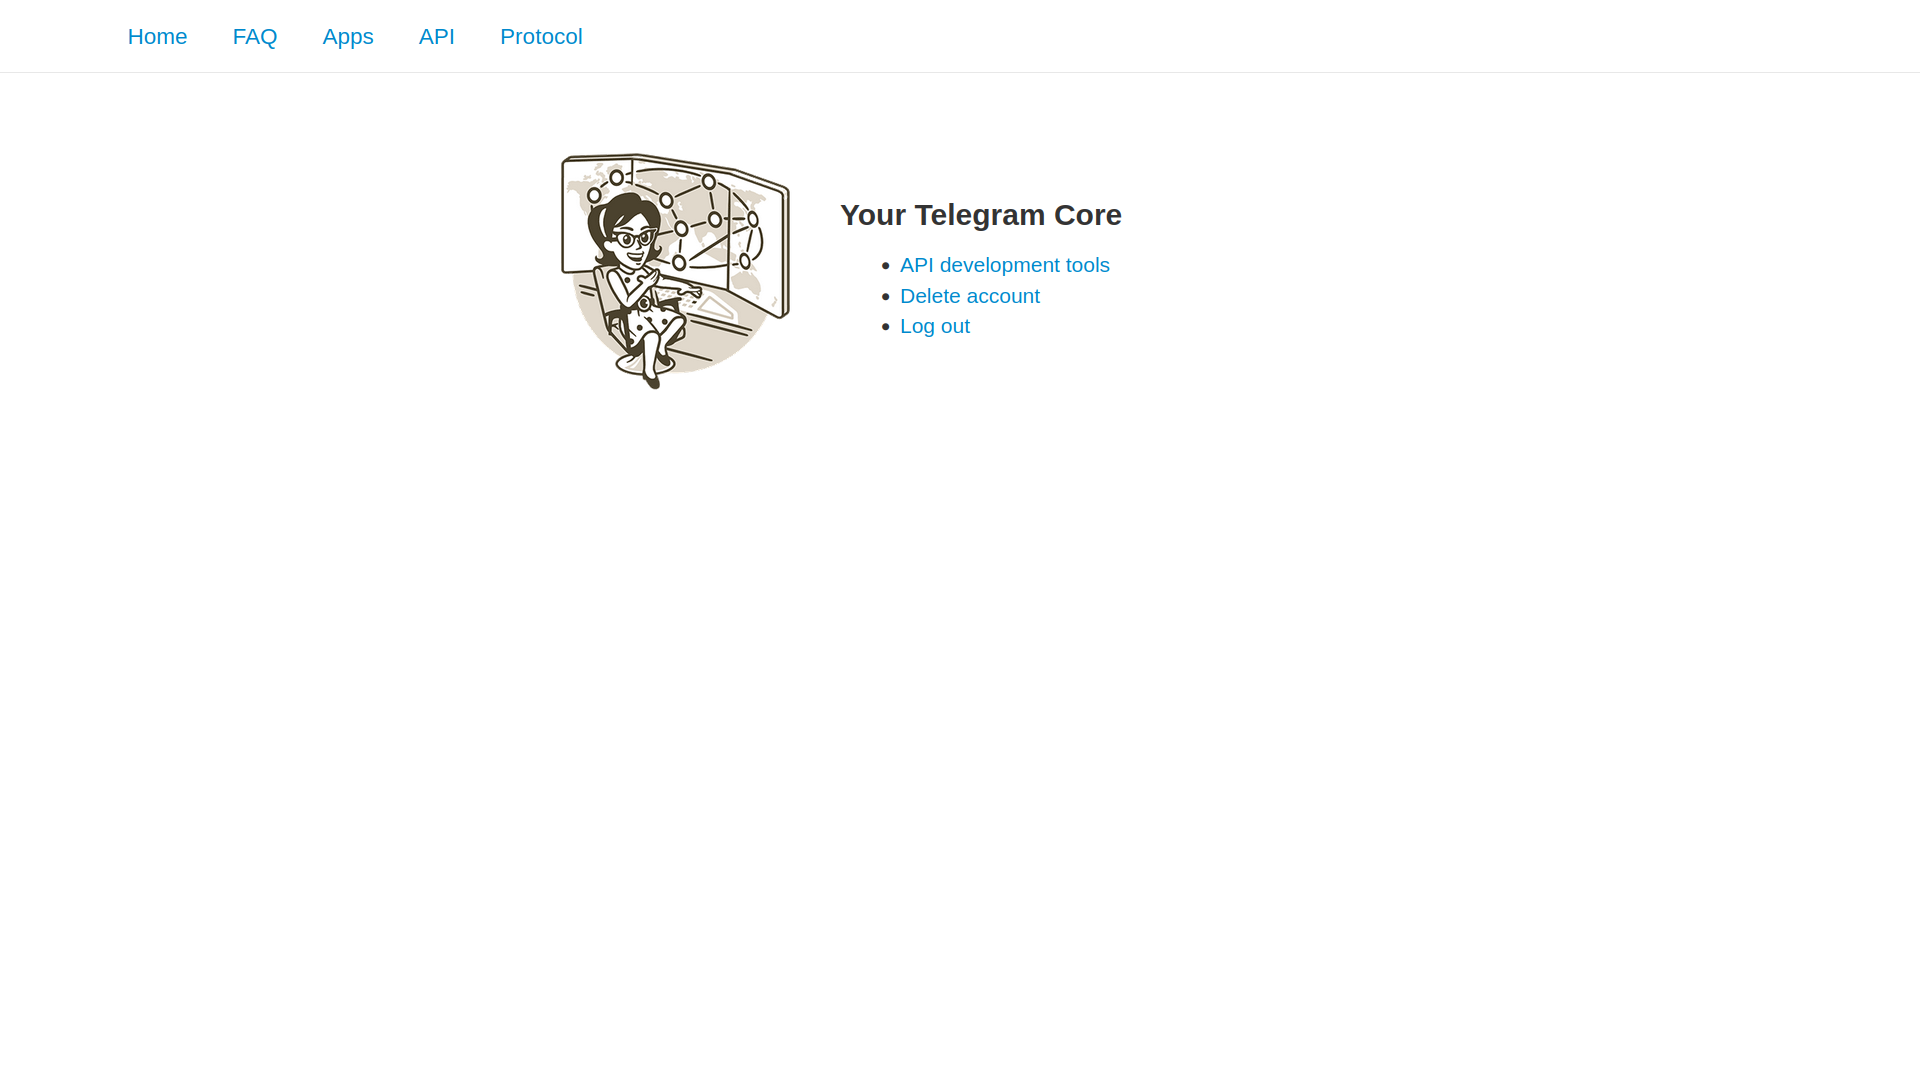 Home FAQ Apps API Protocol
Your Telegram Core
API development tools
Delete account
Log out